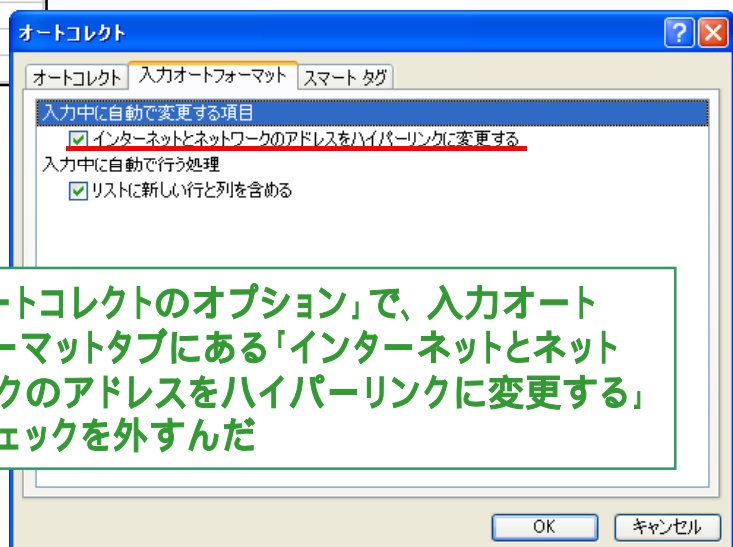 オートコレクト
オートコレクト 入力オートフォーマット スマート タグ
入力中に自動で変更する項目
インターネットとネットワークのアドレスをハイパーリンクに変更する
入力中に自動で行う処理
リストに新しい行と列を含める
ートコレクトのオプション」で、入力オート
ーマットタブにある「インターネットとネット
クのアドレスをハイパーリンクに変更する」
ェックを外すんだ
OK キャンセル